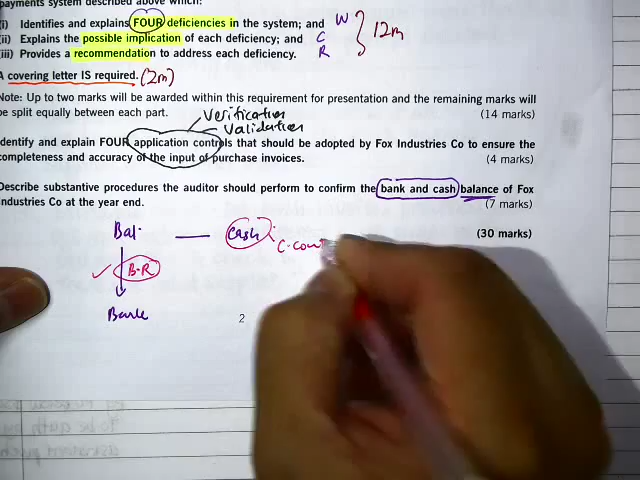 payments system described above which:
(i) Identifies and explains FOUR deficiencies in the system; and W
(ii) Explains the possible implication of each deficiency; and C 12m
(iii) Provides a recommendation to address each deficiency. R
A covering letter IS required. (2m)
Note: Up to two marks will be awarded within this requirement for presentation and the remaining marks will
be split equally between each part. (14 marks)
Verification
Validation
dentify and explain FOUR application controls that should be adopted by Fox Industries Co to ensure the
completeness and accuracy of the input of purchase invoices. (4 marks)
Describe substantive procedures the auditor should perform to confirm the bank and cash balance of Fox
ndustries Co at the year end. (7 marks)
Bal. — Cash (30 marks)
C.count
B.R
Bank
2